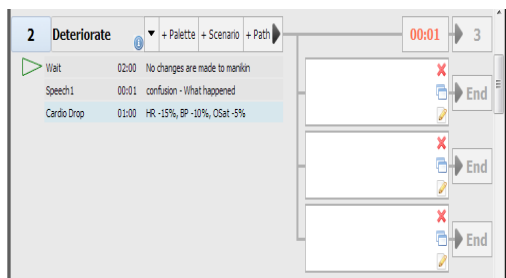 2 Deteriorate + Palette + Scenario + Path 00:01 3
Wait 02:00 No changes are made to manikin
Speech1 00:01 confusion - What happened
Cardio Drop 01:00 HR -15%, BP -10%, OSat -5%
End
End
End